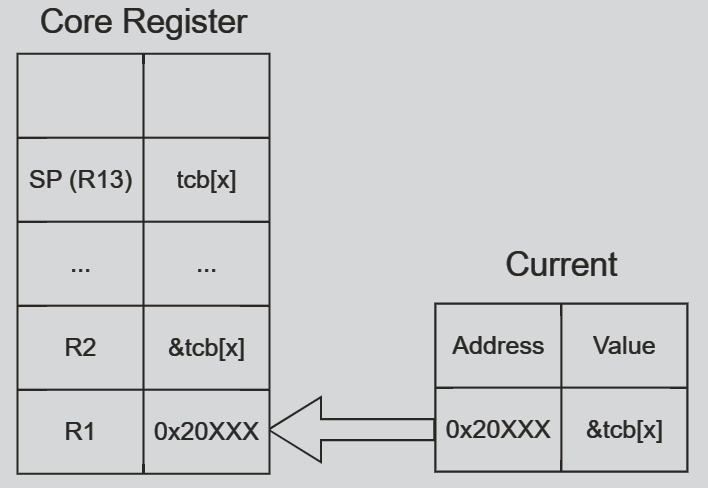 Core Register
SP (R13) tcb[x]
... ...
R2 &tcb[x]
R1 0x20XXX
Current
Address Value
0x20XXX &tcb[x]